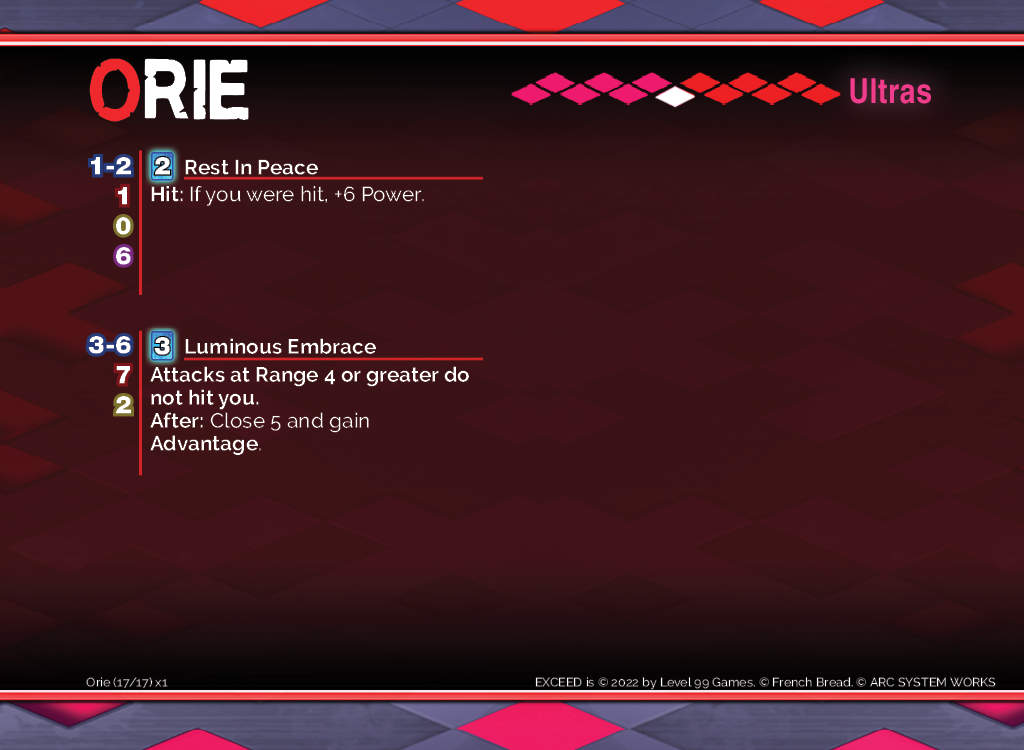 ORIE
Ultras
1-2 2 Rest In Peace
1 Hit: If you were hit, +6 Power.
0
6
3-6 3 Luminous Embrace
7 Attacks at Range 4 or greater do
2 not hit you.
After: Close 5 and gain
Advantage.
Orie (17/17) x1
EXCEED is © 2022 by Level 99 Games. © French Bread. © ARC SYSTEM WORKS